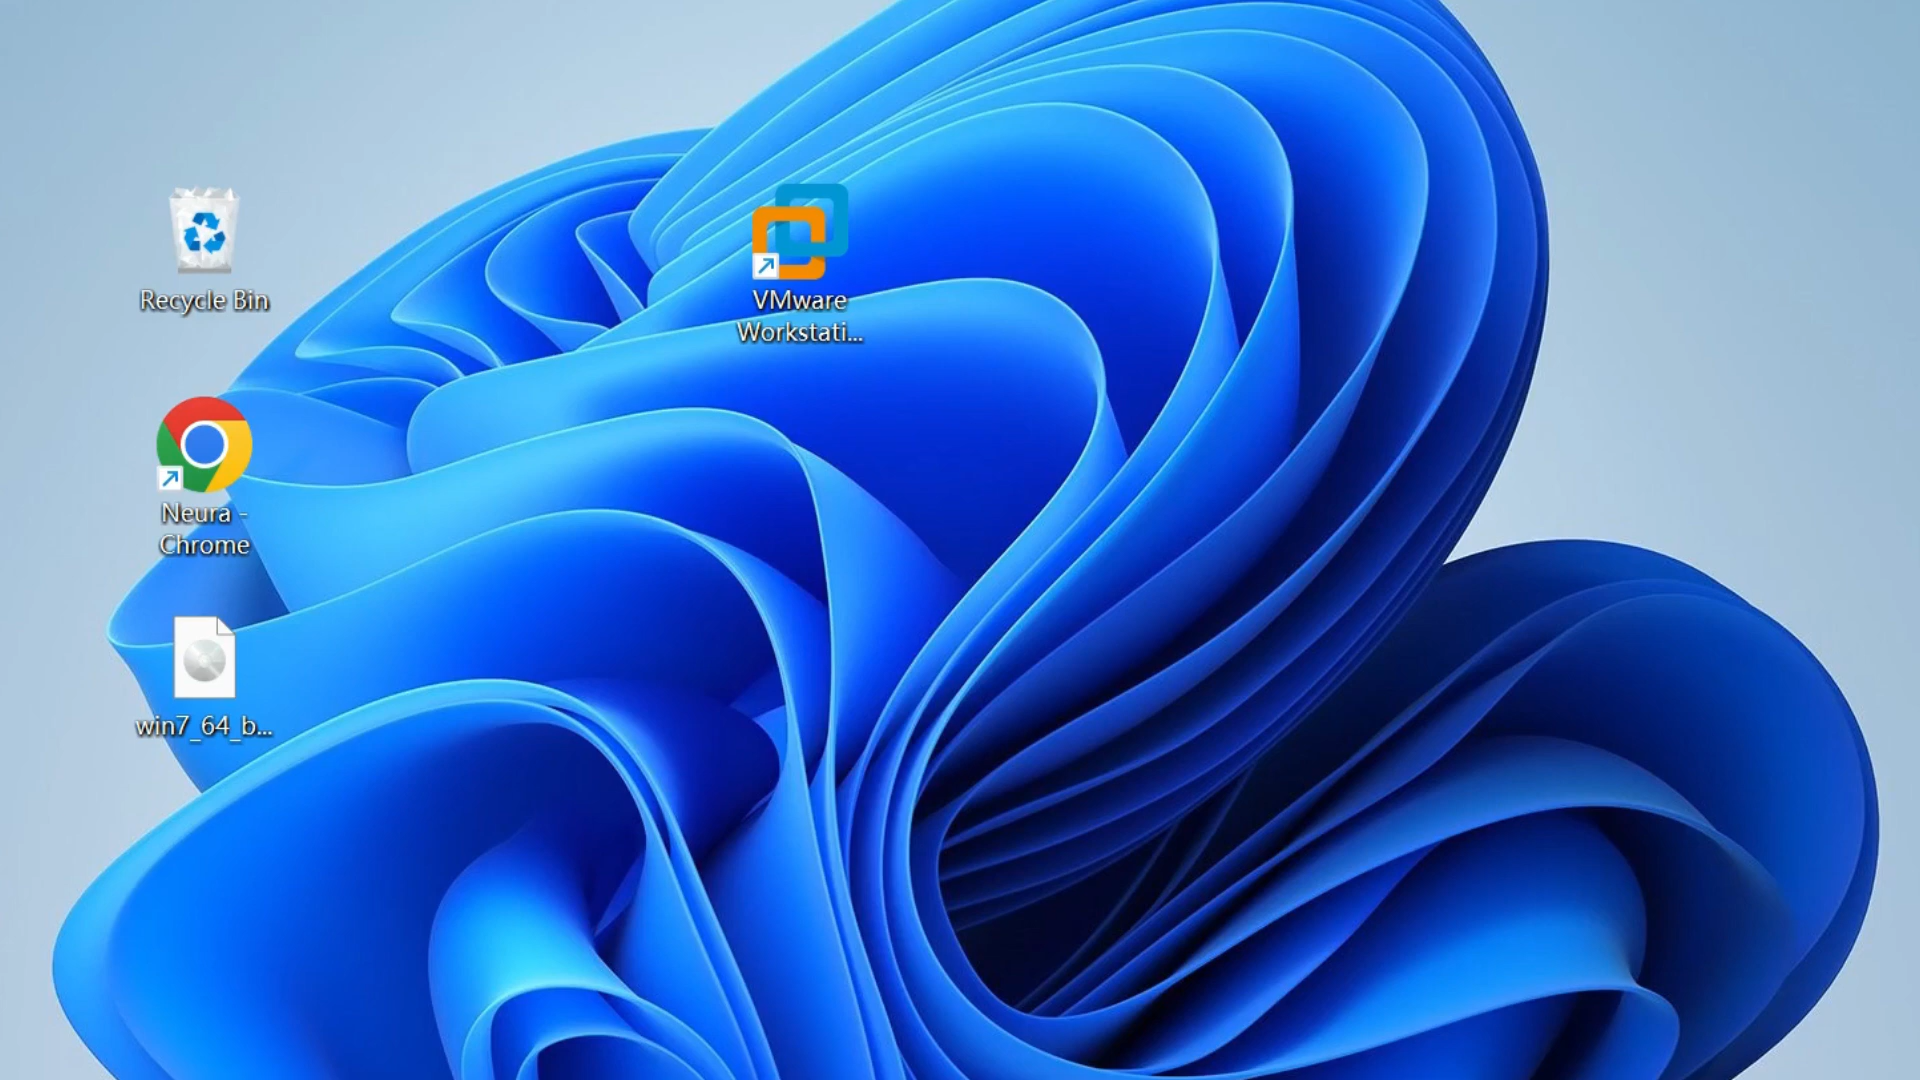 Recycle Bin
VMware
Workstati...
Neura -
Chrome
win7_64_b...